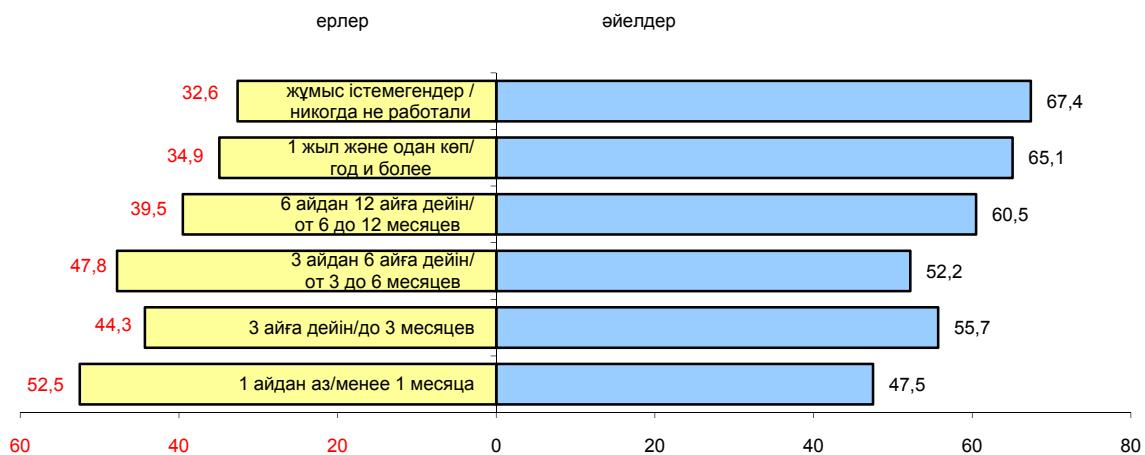 ерлер әйелдер
32,6 жұмыс істемегендер / 67,4
никогда не работали
34,9 1 жыл және одан көп/ 65,1
год и более
39,5 6 айдан 12 айға дейін/ 60,5
от 6 до 12 месяцев
47,8 3 айдан 6 айға дейін/ 52,2
от 3 до 6 месяцев
44,3 3 айға дейін/до 3 месяцев 55,7
52,5 1 айдан аз/менее 1 месяца 47,5
60 40 20 0 20 40 60 80